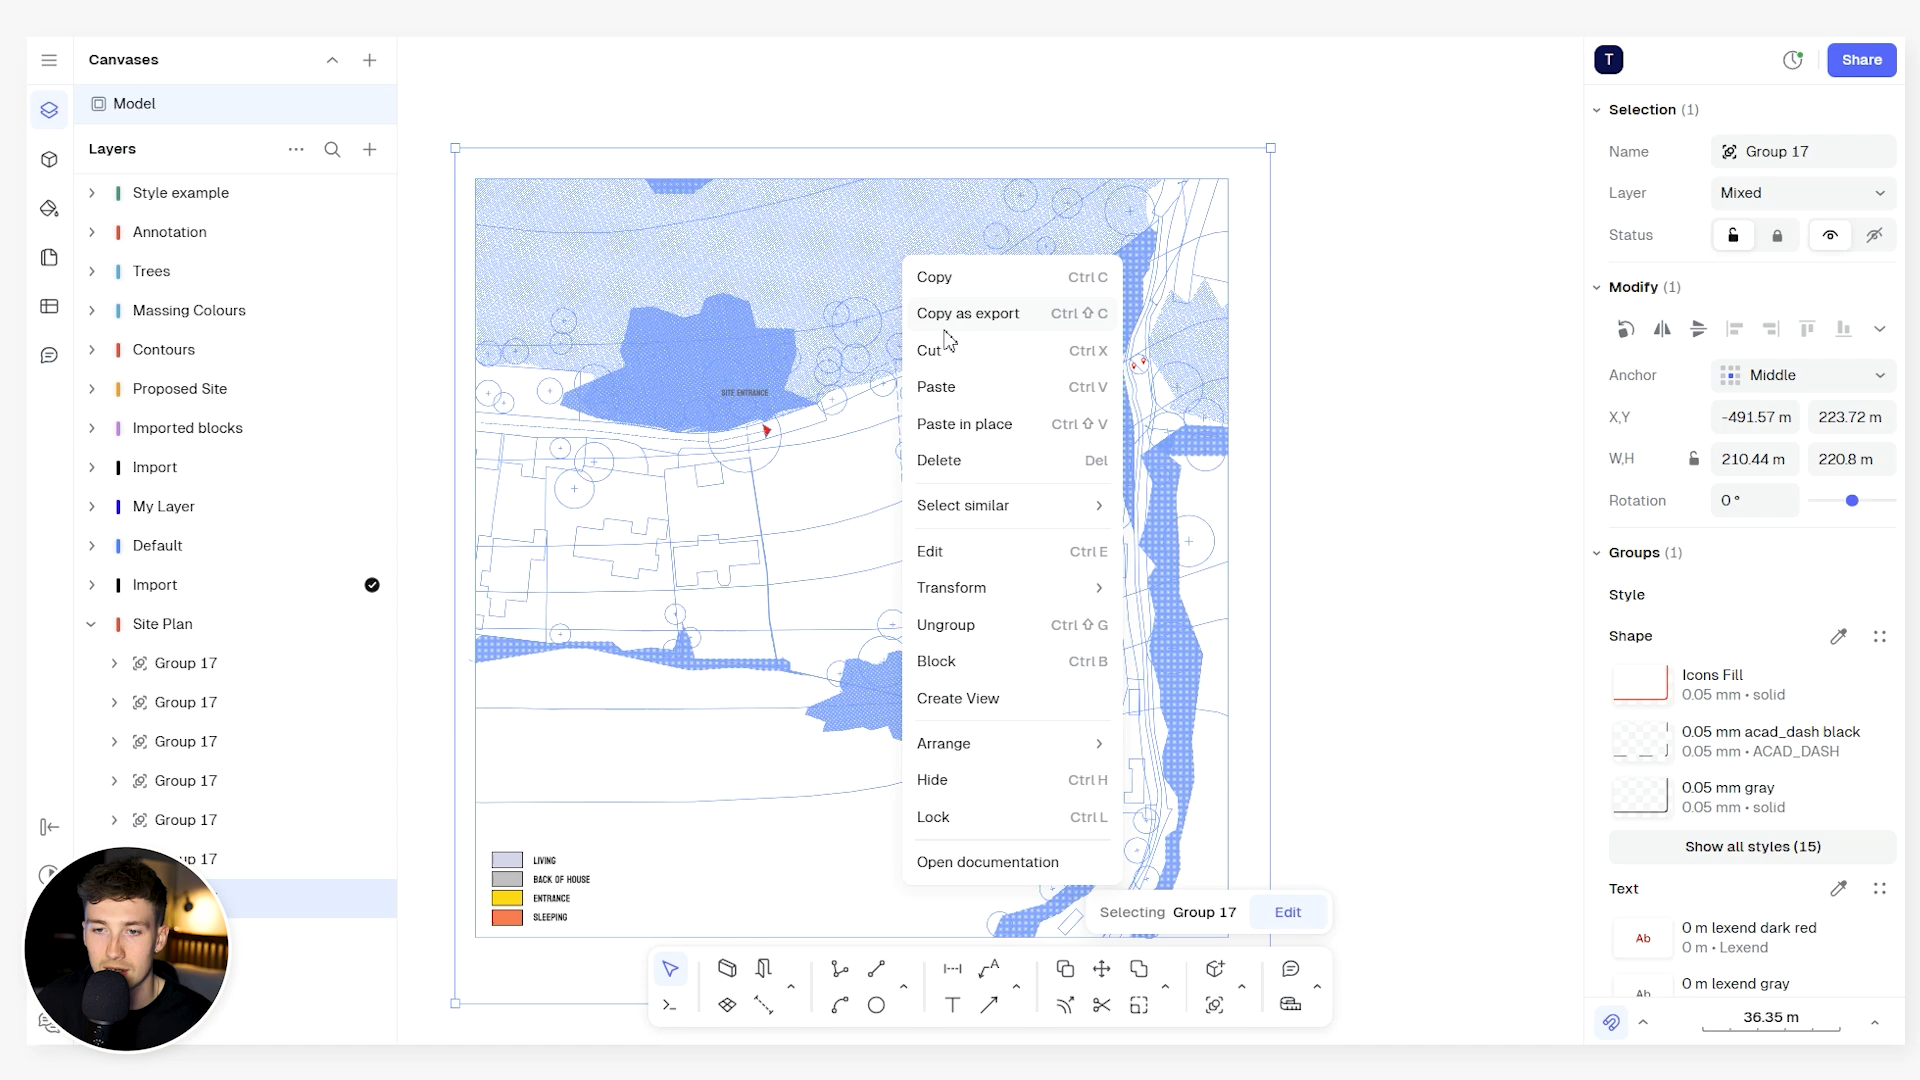 Canvases
Model
Layers
Style example
Annotation
Trees
Massing Colours
Contours
Proposed Site
Imported blocks
Import
My Layer
Default
Import
Site Plan
Group 17
Group 17
Group 17
Group 17
Group 17
17
SITE ENTRANCE
LIVING
BACK OF HOUSE
ENTRANCE
SLEEPING
Copy Ctrl C
Copy as export Ctrl ⇧ C
Cut Ctrl X
Paste Ctrl V
Paste in place Ctrl ⇧ V
Delete Del
Select similar
Edit Ctrl E
Transform
Ungroup Ctrl ⇧ G
Block Ctrl B
Create View
Arrange
Hide Ctrl H
Lock Ctrl L
Open documentation
Selecting Group 17 Edit
T Share
Selection (1)
Name Group 17
Layer Mixed
Status
Modify (1)
Anchor Middle
X,Y -491.57 m 223.72 m
W,H 210.44 m 220.8 m
Rotation 0 °
Groups (1)
Style
Shape
Icons Fill
0.05 mm • solid
0.05 mm acad_dash black
0.05 mm • ACAD_DASH
0.05 mm gray
0.05 mm • solid
Show all styles (15)
Text
Ab 0 m lexend dark red
0 m • Lexend
Ab 0 m lexend gray
36.35 m